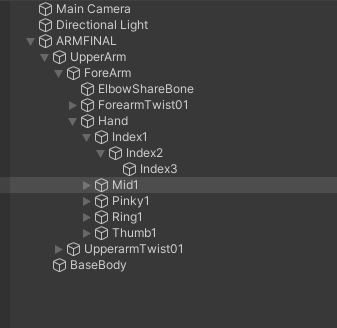 Main Camera
Directional Light
ARMFINAL
UpperArm
ForeArm
ElbowShareBone
ForearmTwist01
Hand
Index1
Index2
Index3
Mid1
Pinky1
Ring1
Thumb1
UpperarmTwist01
BaseBody